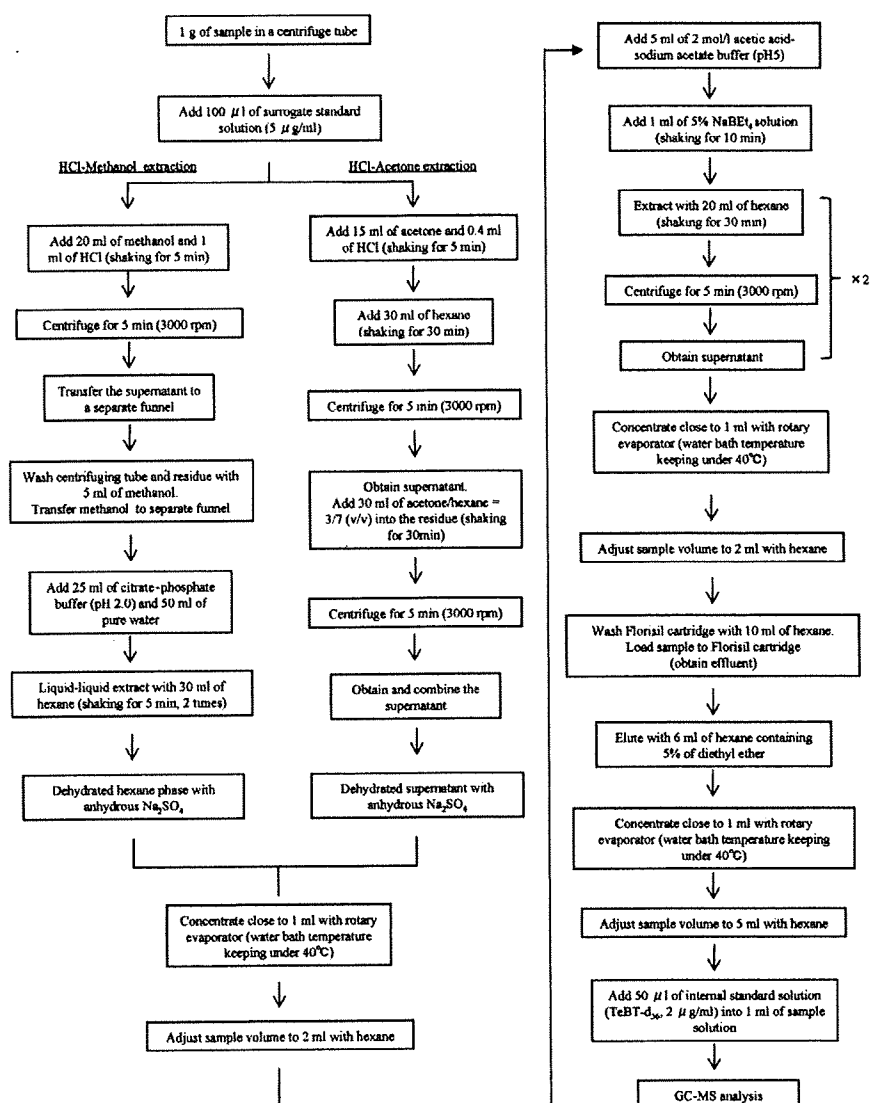 1 g of sample in a centrifuge tube
Add 100 μl of surrogate standard
solution (5 μg/ml)
HCl-Methanol extraction
Add 20 ml of methanol and 1
ml of HCl (shaking for 5 min)
Centrifuge for 5 min (3000 rpm)
Transfer the supernatant to
a separate funnel
Wash centrifuging tube and residue with
5 ml of methanol.
Transfer methanol to separate funnel
Add 25 ml of citrate-phosphate
buffer (pH 2.0) and 50 ml of
pure water
Liquid-liquid extract with 30 ml of
hexane (shaking for 5 min, 2 times)
Dehydrated hexane phase with
anhydrous Na₂SO₄
HCl-Acetone extraction
Add 15 ml of acetone and 0.4 ml
of HCl (shaking for 5 min)
Add 30 ml of hexane
(shaking for 30 min)
Centrifuge for 5 min (3000 rpm)
Obtain supernatant.
Add 30 ml of acetone/hexane =
3/7 (v/v) into the residue (shaking
for 30min)
Centrifuge for 5 min (3000 rpm)
Obtain and combine the
supernatant
Dehydrated supernatant with
anhydrous Na₂SO₄
Concentrate close to 1 ml with rotary
evaporator (water bath temperature
keeping under 40℃)
Adjust sample volume to 2 ml with hexane
Add 5 ml of 2 mol/l acetic acid-
sodium acetate buffer (pH5)
Add 1 ml of 5% NaBEt₄ solution
(shaking for 10 min)
Extract with 20 ml of hexane
(shaking for 30 min)
Centrifuge for 5 min (3000 rpm)
Obtain supernatant
×2
Concentrate close to 1 ml with rotary
evaporator (water bath temperature
keeping under 40℃)
Adjust sample volume to 2 ml with hexane
Wash Florisil cartridge with 10 ml of hexane.
Load sample to Florisil cartridge
(obtain effluent)
Elute with 6 ml of hexane containing
5% of diethyl ether
Concentrate close to 1 ml with rotary
evaporator (water bath temperature keeping
under 40℃)
Adjust sample volume to 5 ml with hexane
Add 50 μl of internal standard solution
(TeBT-d₃₆, 2 μg/ml) into 1 ml of sample
solution
GC-MS analysis